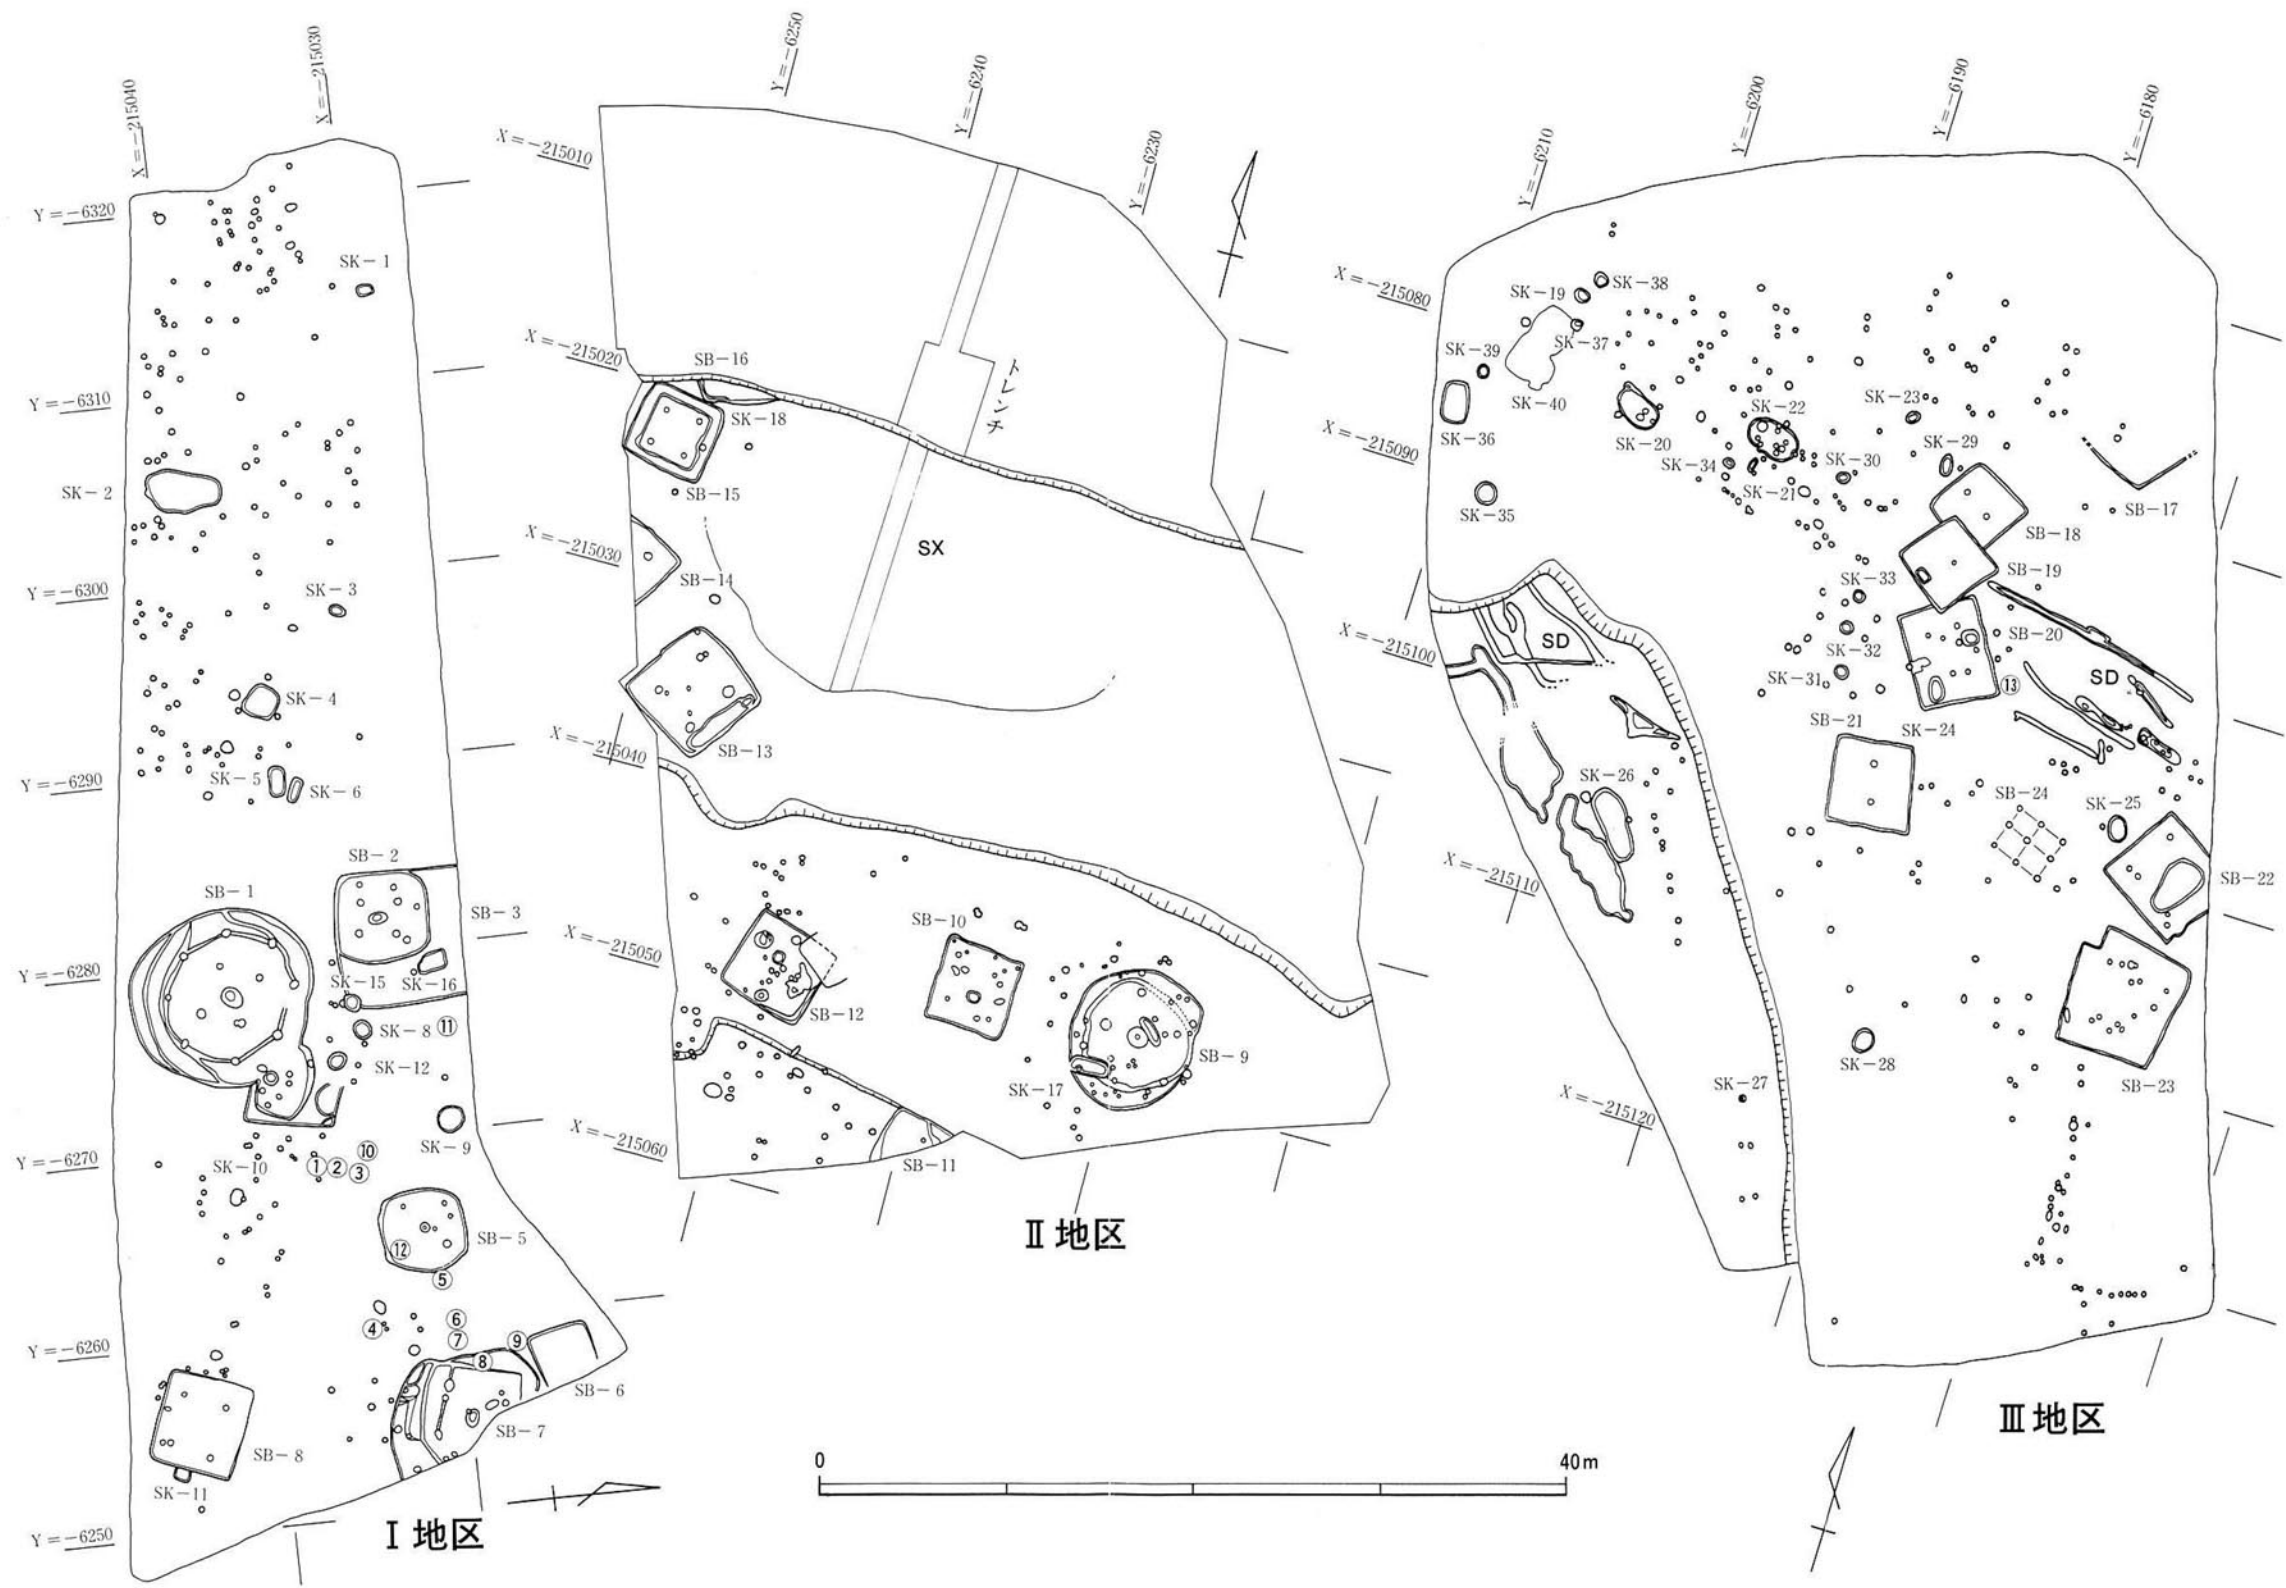 X=-215040
X=-215030
Y=-6320
SK-1
Y=-6310
SK-2
Y=-6300
SK-3
SK-4
SK-5
SK-6
Y=-6290
SB-2
SB-1
SB-3
Y=-6280
SK-15
SK-16
SK-8
⑪
SK-12
SK-9
Y=-6270
SK-10
①
②
③
⑩
SB-5
⑫
⑤
④
⑥
⑦
⑧
⑨
Y=-6260
SB-6
SB-7
SB-8
SK-11
Y=-6250
Ⅰ地区
Y=-6250
Y=-6240
Y=-6230
X=-215010
X=-215020
SB-16
SK-18
トレンチ
SB-15
X=-215030
SX
SB-14
SB-13
X=-215040
SB-10
X=-215050
SB-12
SB-9
SK-17
X=-215060
SB-11
Ⅱ地区
Y=-6210
Y=-6200
Y=-6190
Y=-6180
X=-215080
SK-19
SK-38
SK-37
SK-39
SK-40
SK-36
SK-20
SK-22
SK-23
SK-29
X=-215090
SK-34
SK-21
SK-30
SK-35
SB-17
SB-18
SB-19
SK-33
SD
SB-20
SK-32
X=-215100
SK-31
⑬
SD
SB-21
SK-24
SK-26
SB-24
SK-25
X=-215110
SB-22
SK-28
SK-27
SB-23
X=-215120
Ⅲ地区
0
40m